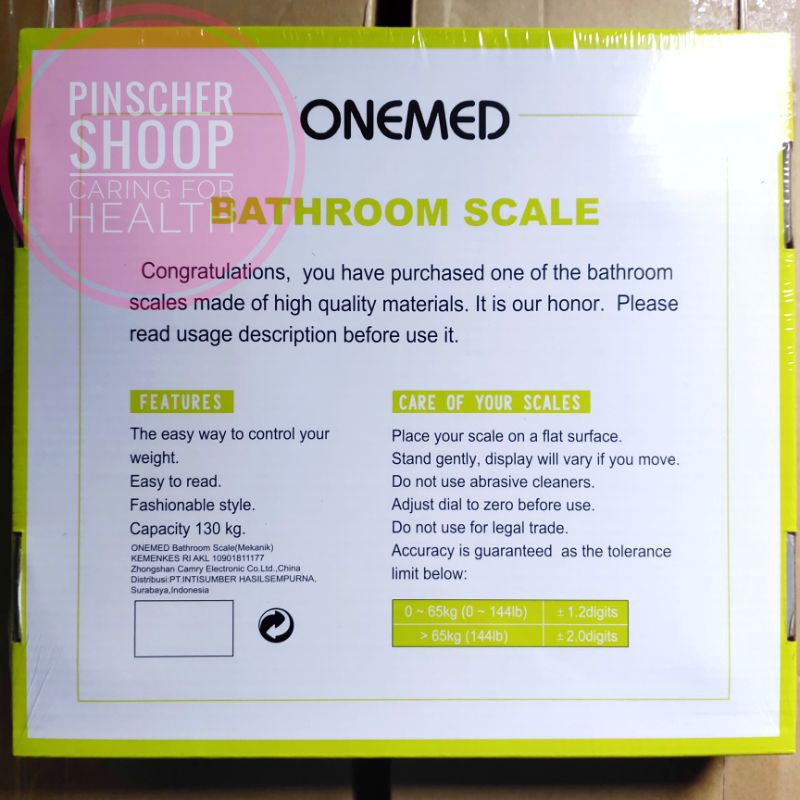 PINSCHER
SHOOP
CARING FOR
HEALTH
ONEMED
BATHROOM SCALE
Congratulations, you have purchased one of the bathroom
scales made of high quality materials. It is our honor. Please
read usage description before use it.
FEATURES
The easy way to control your
weight.
Easy to read.
Fashionable style.
Capacity 130 kg.
ONEMED Bathroom Scale(Mekanik)
KEMENKES RI AKL 10901811177
Zhongshan Camry Electronic Co.Ltd.,China
Distribusi:PT.INTISUMBER HASILSEMPURNA,
Surabaya,Indonesia
CARE OF YOUR SCALES
Place your scale on a flat surface.
Stand gently, display will vary if you move.
Do not use abrasive cleaners.
Adjust dial to zero before use.
Do not use for legal trade.
Accuracy is guaranteed as the tolerance
limit below:
0 ~ 65kg (0 ~ 144lb) ± 1.2digits
> 65kg (144lb) ± 2.0digits